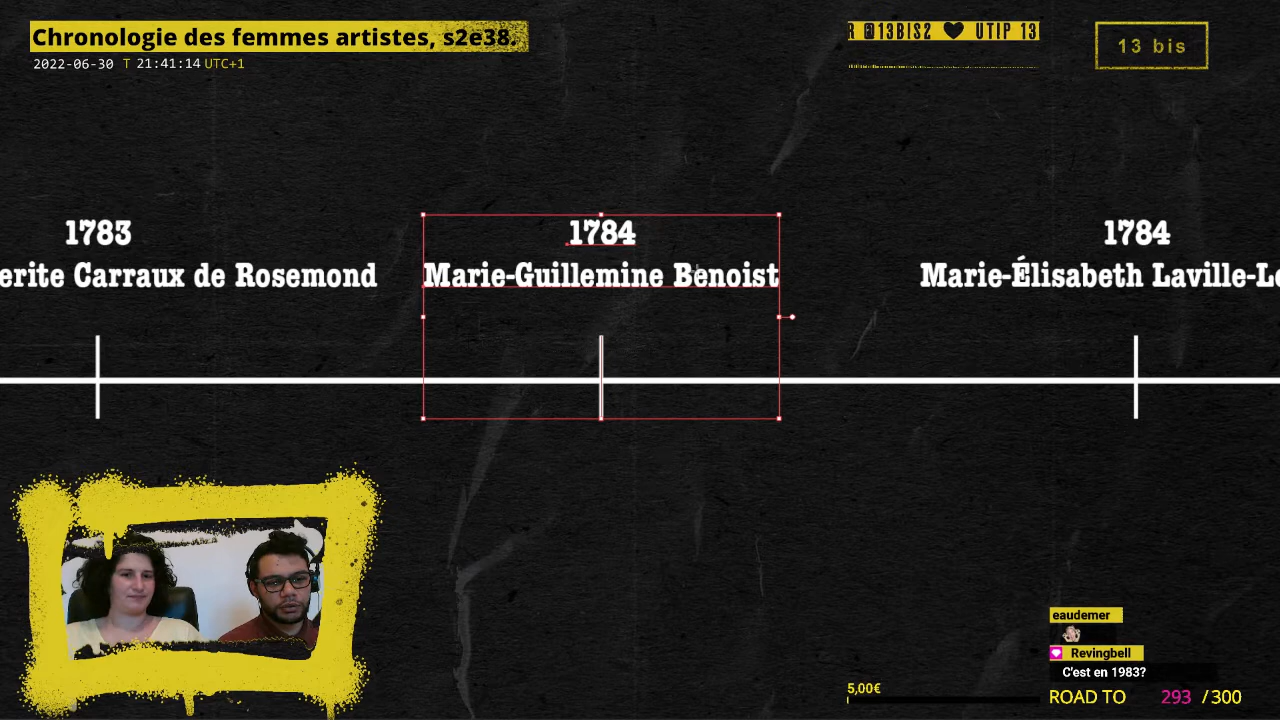 Chronologie des femmes artistes, s2e38.
2022-06-30 T 21:41:14 UTC+1
R @13BIS2 ♥ UTIP 13
13 bis
1783
erite Carraux de Rosemond
1784
Marie-Guillemine Benoist
1784
Marie-Élisabeth Laville-Le
eaudemer
Revingbell
C'est en 1983?
5,00€
ROAD TO 293 /300